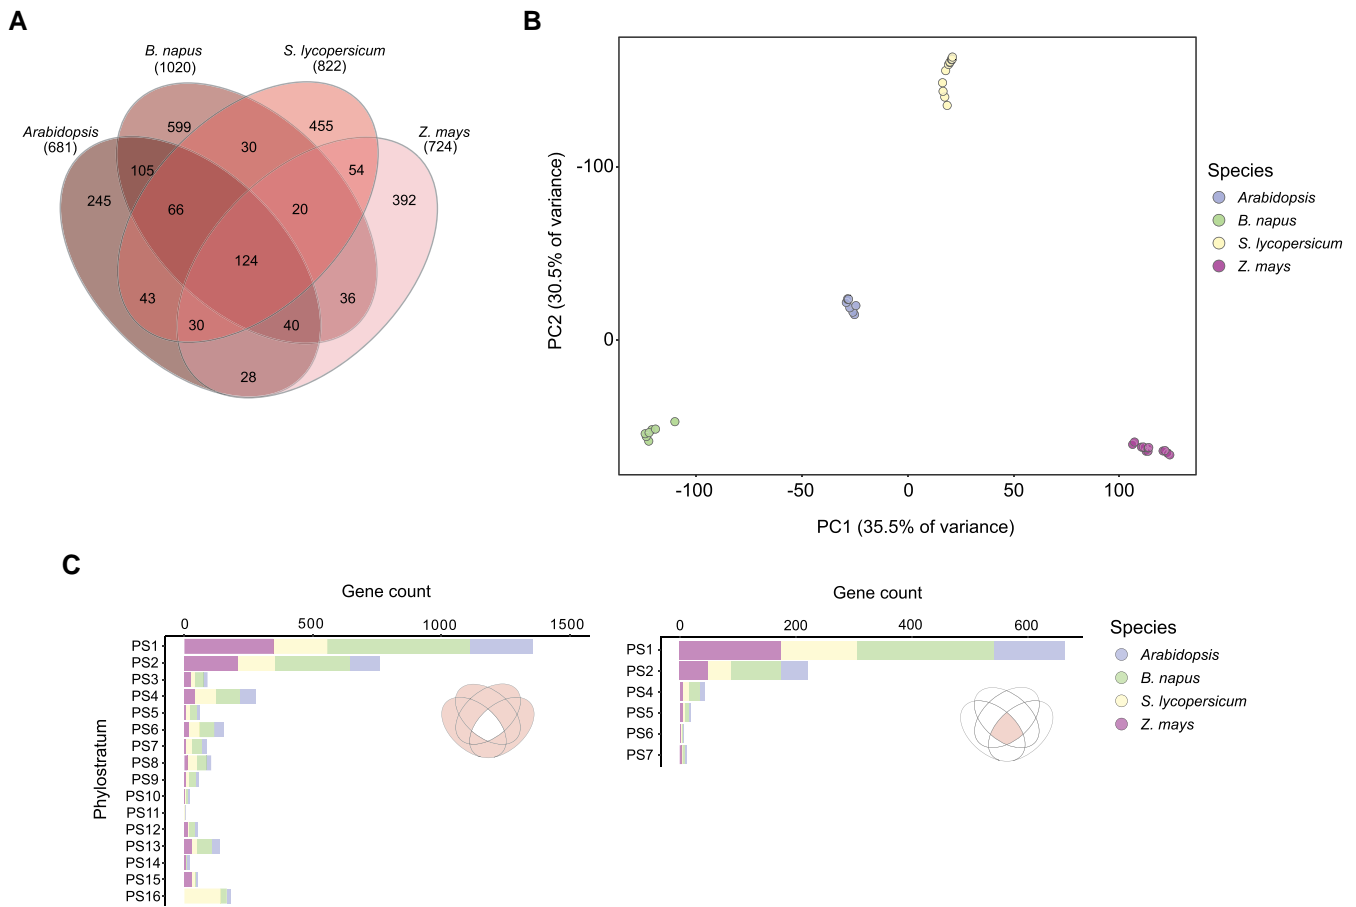 A
B. napus
(1020)
S. lycopersicum
(822)
Arabidopsis
(681)
Z. mays
(724)
599
455
30
105
54
245
66
20
392
124
43
36
30
40
28
B
PC2 (30.5% of variance)
-100
0
-100
-50
0
50
100
PC1 (35.5% of variance)
Species
Arabidopsis
B. napus
S. lycopersicum
Z. mays
C
Gene count
0
500
1000
1500
Phylostratum
PS1
PS2
PS3
PS4
PS5
PS6
PS7
PS8
PS9
PS10
PS11
PS12
PS13
PS14
PS15
PS16
Gene count
0
200
400
600
PS1
PS2
PS4
PS5
PS6
PS7
Species
Arabidopsis
B. napus
S. lycopersicum
Z. mays